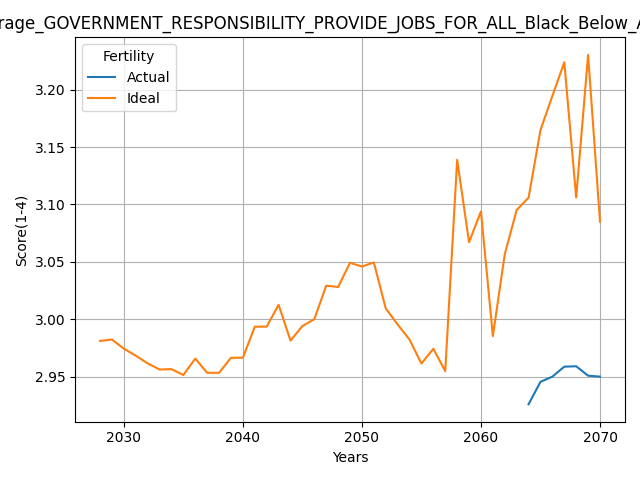 rage_GOVERNMENT_RESPONSIBILITY_PROVIDE_JOBS_FOR_ALL_Black_Below_A
Fertility
Actual
Ideal
3.20
3.15
3.10
3.05
3.00
2.95
Score(1-4)
2030
2040
2050
2060
2070
Years